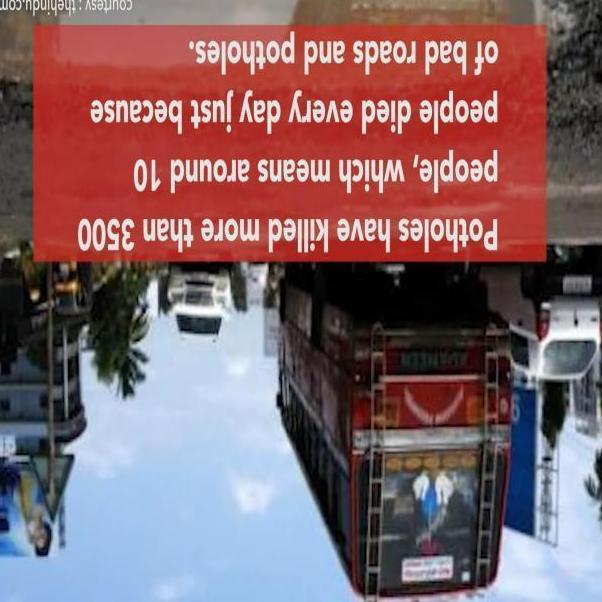 Potholes have killed more than 3500
people, which means around 10
people died every day just because
of bad roads and potholes.
courtesy : thehindu.com